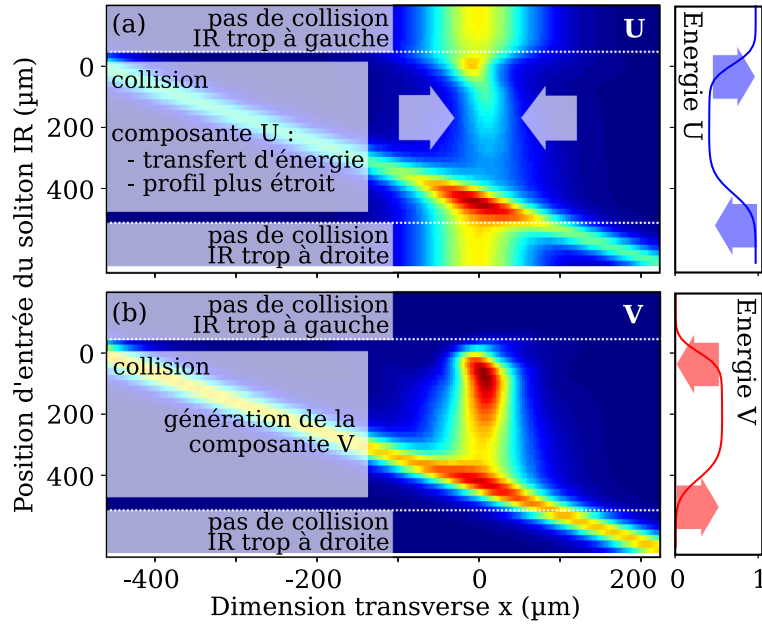 (a)
pas de collision
IR trop à gauche
U
collision
composante U :
- transfert d'énergie
- profil plus étroit
pas de collision
IR trop à droite
0
200
400
Energie U
(b)
pas de collision
IR trop à gauche
V
collision
génération de la
composante V
pas de collision
IR trop à droite
0
200
400
Energie V
Position d'entrée du soliton IR (µm)
-400
-200
0
200
0
1
Dimension transverse x (µm)